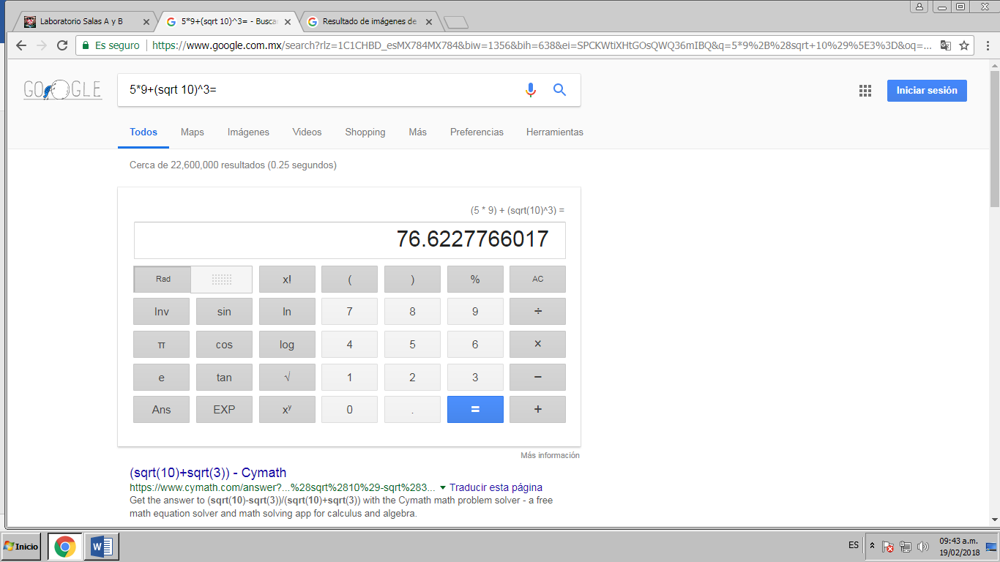 Laboratorio Salas A y B
5*9+(sqrt 10)^3= - Busca
Resultado de imágenes de
Es seguro
https://www.google.com.mx/search?rlz=1C1CHBD_esMX784MX784&biw=1356&bih=638&ei=SPCKWtiXHtGOsQWQ36mIBQ&q=5*9%2B%28sqrt+10%29%5E3%3D&oq=...
GOOGLE
5*9+(sqrt 10)^3=
Iniciar sesión
Todos Maps Imágenes Videos Shopping Más Preferencias Herramientas
Cerca de 22,600,000 resultados (0.25 segundos)
(5 * 9) + (sqrt(10)^3) =
76.6227766017
Rad x! ( ) % AC
Inv sin ln 7 8 9 ÷
π cos log 4 5 6 ×
e tan √ 1 2 3 −
Ans EXP xʸ 0 . = +
Más información
(sqrt(10)+sqrt(3)) - Cymath
https://www.cymath.com/answer?...%28sqrt%2810%29-sqrt%283... Traducir esta página
Get the answer to (sqrt(10)-sqrt(3))/(sqrt(10)+sqrt(3)) with the Cymath math problem solver - a free
math equation solver and math solving app for calculus and algebra.
Inicio
W
ES
09:43 a.m.
19/02/2018